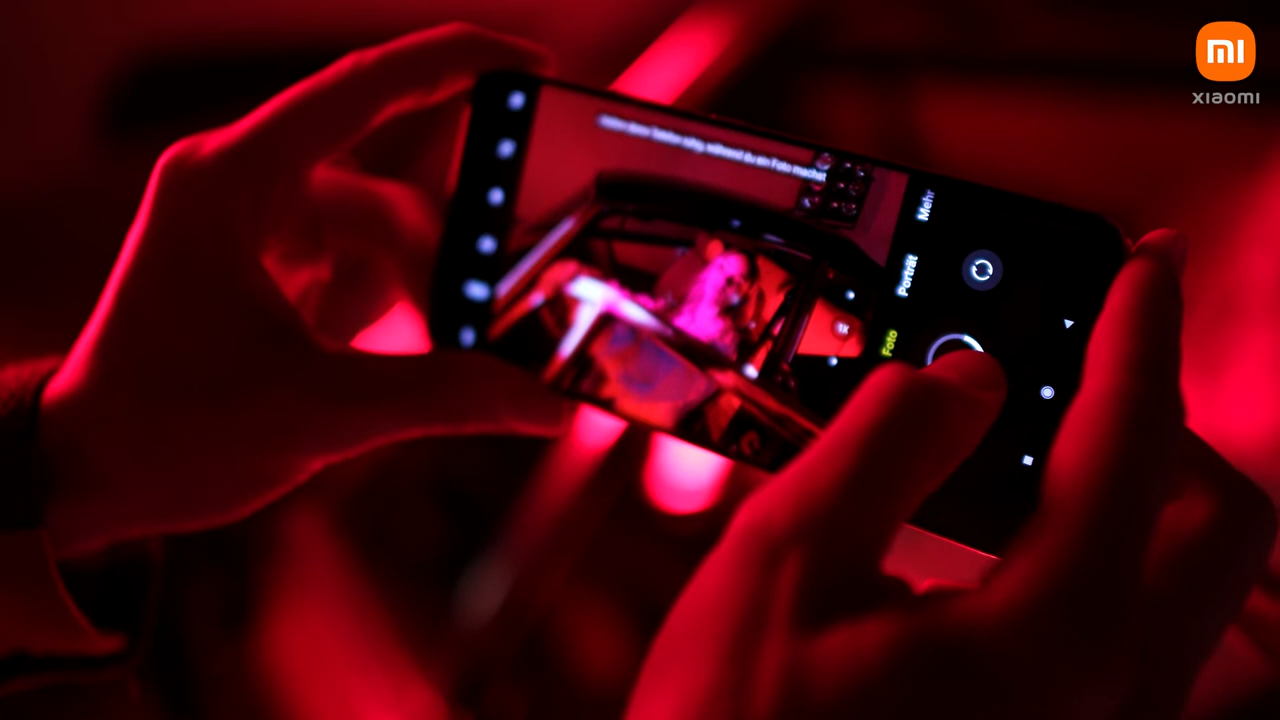 mi
xiaomi
während du ein Foto machst
Mehr
Porträt
1X
Foto